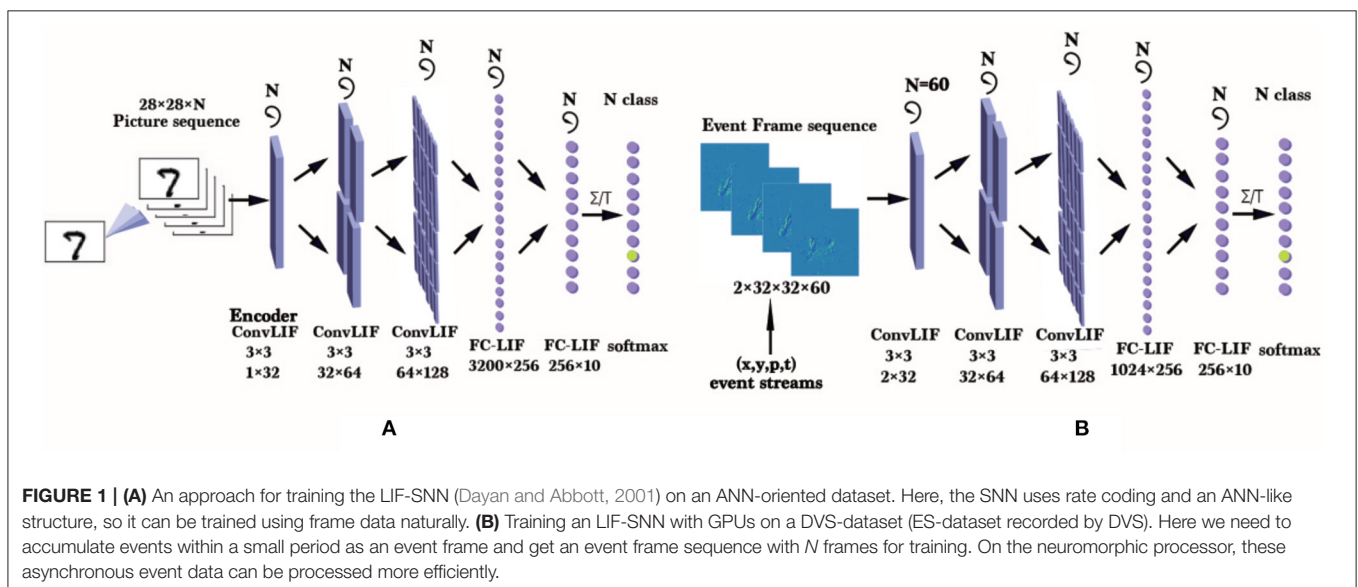 28×28×N
Picture sequence
N
N
N
N
N
N class
Σ/T
Encoder
ConvLIF
3×3
1×32
ConvLIF
3×3
32×64
ConvLIF
3×3
64×128
FC-LIF
3200×256
FC-LIF
256×10
softmax
A
Event Frame sequence
2×32×32×60
(x,y,p,t)
event streams
N=60
N
N
N
N
N class
Σ/T
ConvLIF
3×3
2×32
ConvLIF
3×3
32×64
ConvLIF
3×3
64×128
FC-LIF
1024×256
FC-LIF
256×10
softmax
B
FIGURE 1 | (A) An approach for training the LIF-SNN (Dayan and Abbott, 2001) on an ANN-oriented dataset. Here, the SNN uses rate coding and an ANN-like
structure, so it can be trained using frame data naturally. (B) Training an LIF-SNN with GPUs on a DVS-dataset (ES-dataset recorded by DVS). Here we need to
accumulate events within a small period as an event frame and get an event frame sequence with N frames for training. On the neuromorphic processor, these
asynchronous event data can be processed more efficiently.